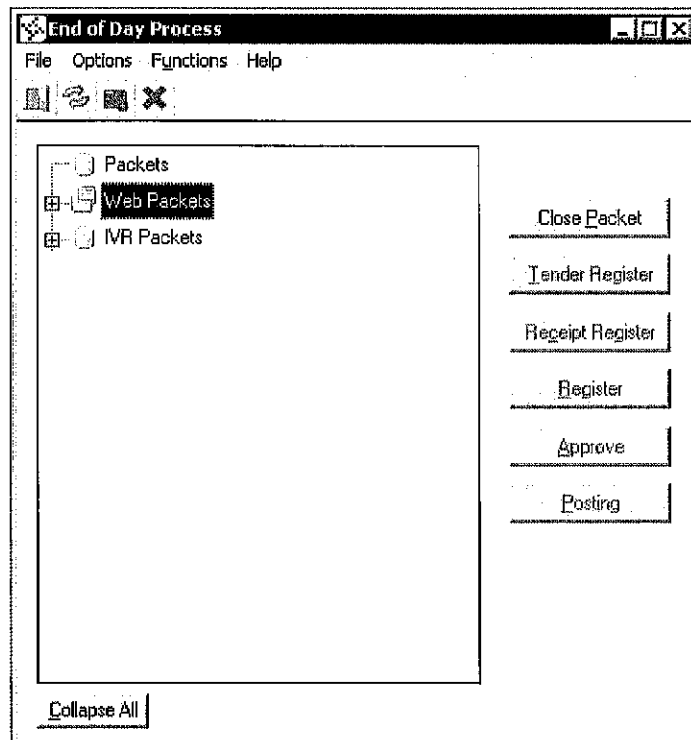 End of Day Process
File Options Functions Help
Packets
Web Packets
IVR Packets
Close Packet
Tender Register
Receipt Register
Register
Approve
Posting
Collapse All